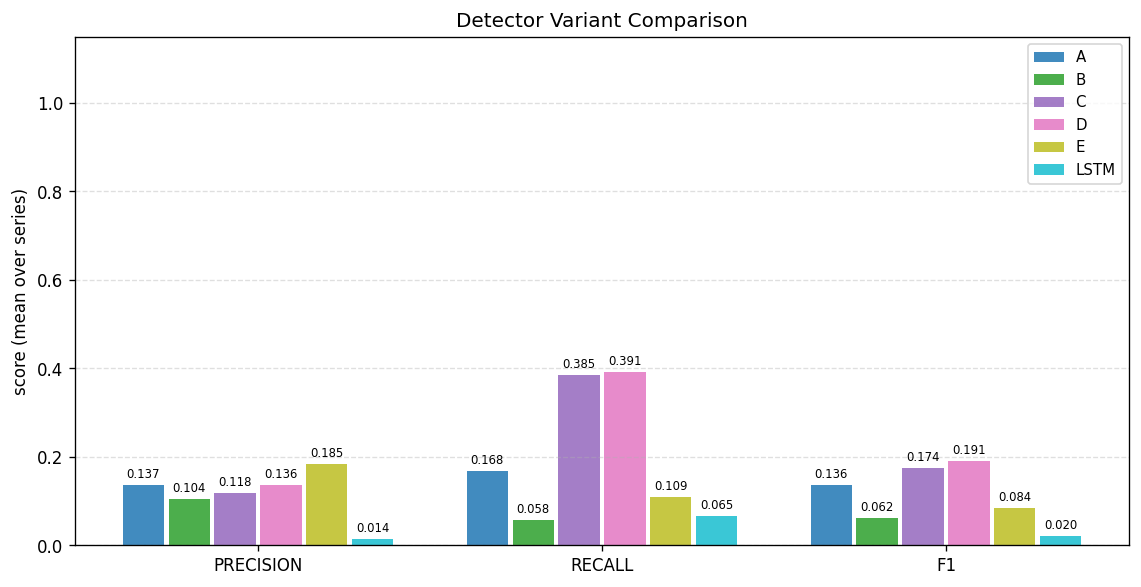 Detector Variant Comparison
A
B
C
D
E
LSTM
score (mean over series)
1.0
0.8
0.6
0.4
0.2
0.0
0.137
0.104
0.118
0.136
0.185
0.014
0.168
0.058
0.385
0.391
0.109
0.065
0.136
0.062
0.174
0.191
0.084
0.020
PRECISION
RECALL
F1